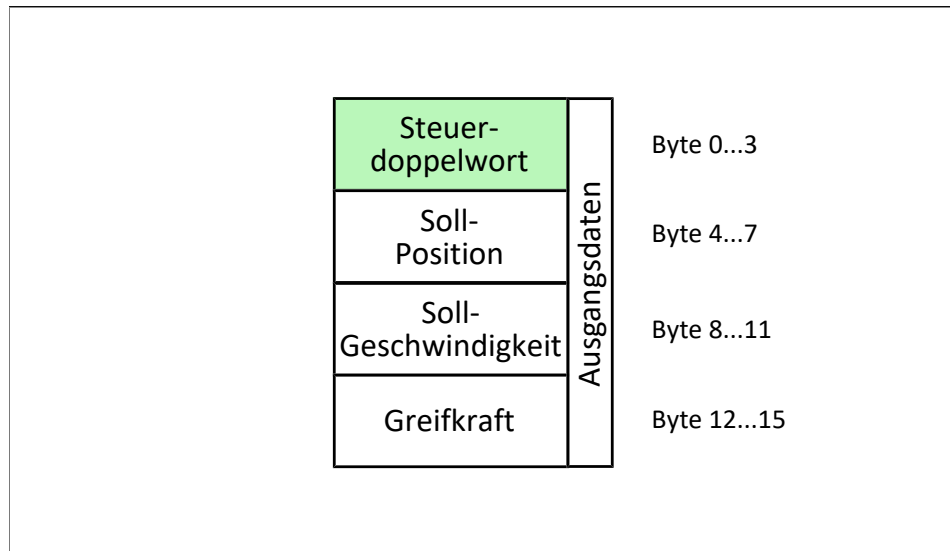 Steuer-
doppelwort
Byte 0...3
Soll-
Position
Byte 4...7
Soll-
Geschwindigkeit
Byte 8...11
Greifkraft
Byte 12...15
Ausgangsdaten